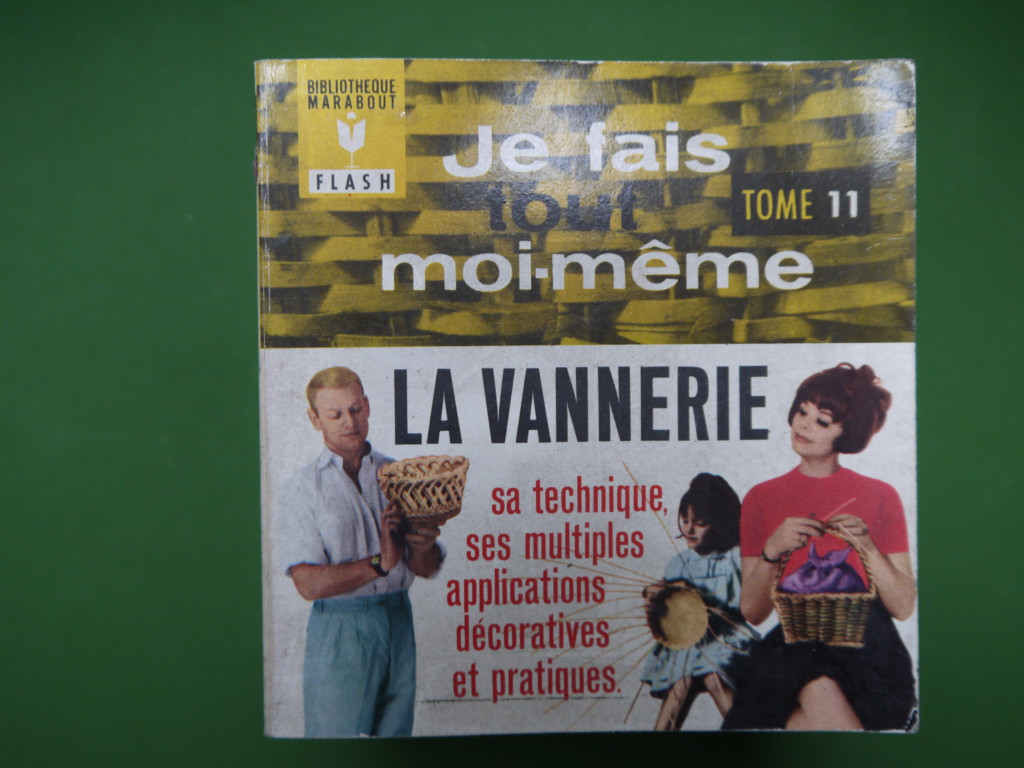 BIBLIOTHEQUE
MARABOUT
FLASH
Je fais
tout
moi-même
TOME 11
LA VANNERIE
sa technique,
ses multiples
applications
décoratives
et pratiques.